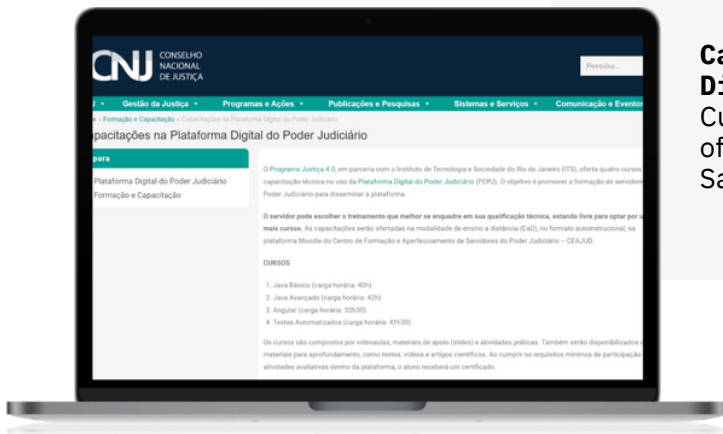 CNJ
CONSELHO
NACIONAL
DE JUSTIÇA
Pesquisa...
Gestão da Justiça
Programas e Ações
Publicações e Pesquisas
Sistemas e Serviços
Comunicação e Eventos
› Formação e Capacitação › Capacitações na Plataforma Digital do Poder Judiciário
pacitações na Plataforma Digital do Poder Judiciário
para
Plataforma Digital do Poder Judiciário
Formação e Capacitação
O Programa Justiça 4.0, em parceria com o Instituto de Tecnologia e Sociedade do Rio de Janeiro (ITS), oferta quatro cursos
capacitação técnica no uso da Plataforma Digital do Poder Judiciário (PDPJ). O objetivo é promover a formação de servidores
Poder Judiciário para disseminar a plataforma.
O servidor pode escolher o treinamento que melhor se enquadre em sua qualificação técnica, estando livre para optar por u
mais cursos. As capacitações serão ofertadas na modalidade de ensino a distância (EaD), no formato autoinstrucional, na
plataforma Moodle do Centro de Formação e Aperfeiçoamento de Servidores do Poder Judiciário – CEAJUD.
CURSOS
1. Java Básico (carga horária: 40h)
2. Java Avançado (carga horária: 42h)
3. Angular (carga horária: 32h30)
4. Testes Automatizados (carga horária: 41h30)
Os cursos são compostos por videoaulas, materiais de apoio (slides) e atividades práticas. Também serão disponibilizados
materiais para aprofundamento, como textos, vídeos e artigos científicos. Ao cumprir os requisitos mínimos de participação
atividades avaliativas dentro da plataforma, o aluno receberá um certificado.
Ca
Di
Cu
of
Sa